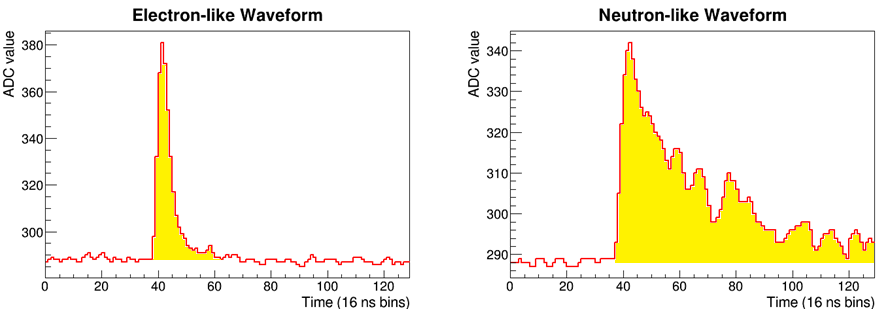 Electron-like Waveform
ADC value
380
360
340
320
300
0 20 40 60 80 100 120
Time (16 ns bins)
Neutron-like Waveform
ADC value
340
330
320
310
300
290
0 20 40 60 80 100 120
Time (16 ns bins)